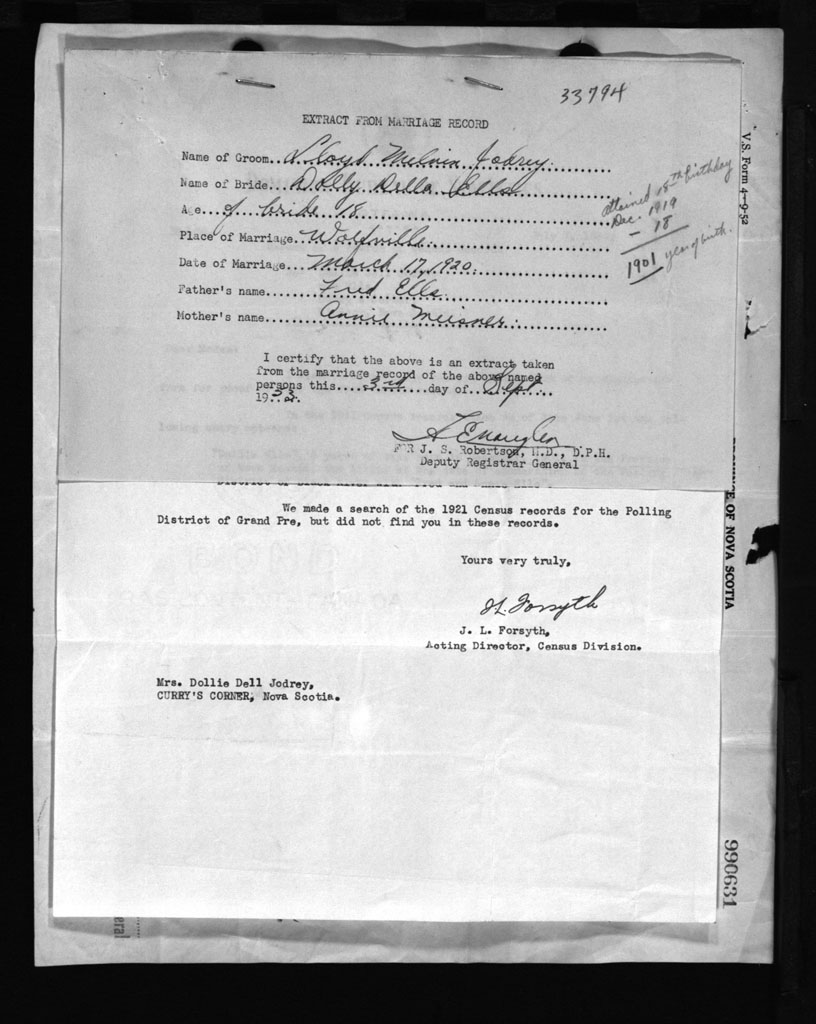 33794
EXTRACT FROM MARRIAGE RECORD
Name of Groom..Lloyd Melvin Jodrey.
Name of Bride..Dolly Della Ells
Age..of bride 18.
Place of Marriage.Wolfville.
Date of Marriage...March 17, 1920.
Father's name....Fred Ells
Mother's name....Annie Meisner.
attained 18th birthday
Dec. 1919
- 18
1901 year of birth.
I certify that the above is an extract taken
from the marriage record of the above named
persons this....3rd....day of..Sept
1953.
FOR J. S. Robertson, M.D., D.P.H.
Deputy Registrar General
We made a search of the 1921 Census records for the Polling
District of Grand Pre, but did not find you in these records.
Yours very truly,
J. L. Forsyth
J. L. Forsyth,
Acting Director, Census Division.
Mrs. Dollie Dell Jodrey,
CURRY'S CORNER, Nova Scotia.
V.S. Form 4-9-52
OF NOVA SCOTIA
990631
eral